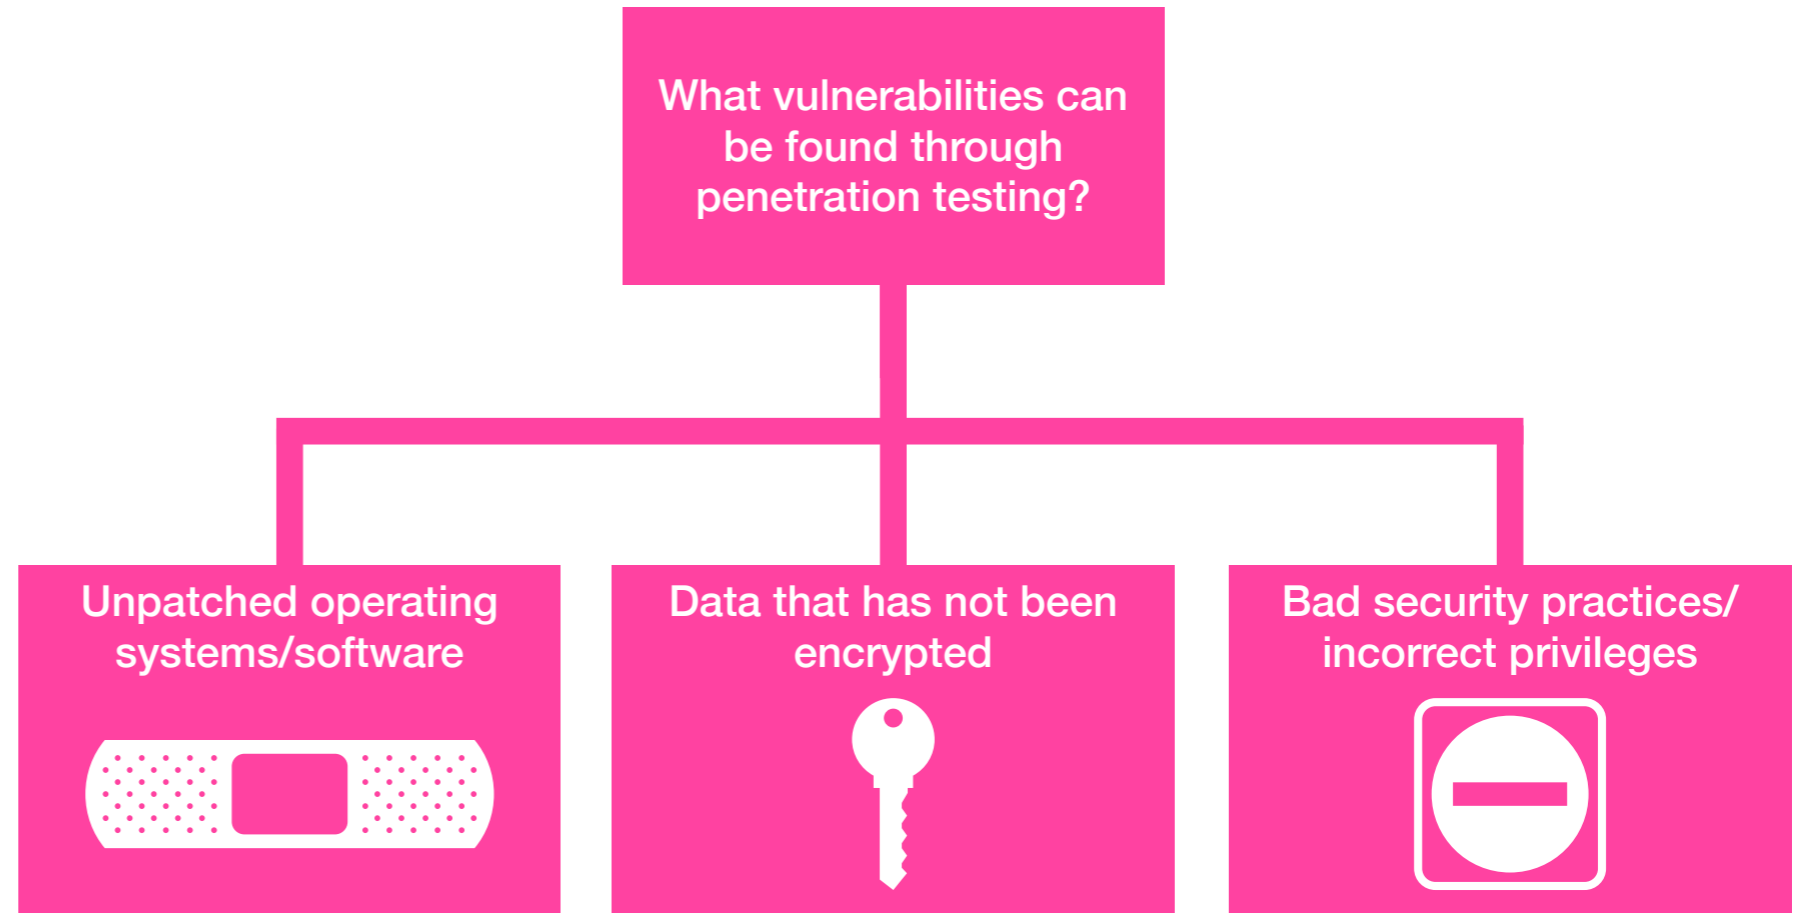 What vulnerabilities can
be found through
penetration testing?
Unpatched operating
systems/software
Data that has not been
encrypted
Bad security practices/
incorrect privileges